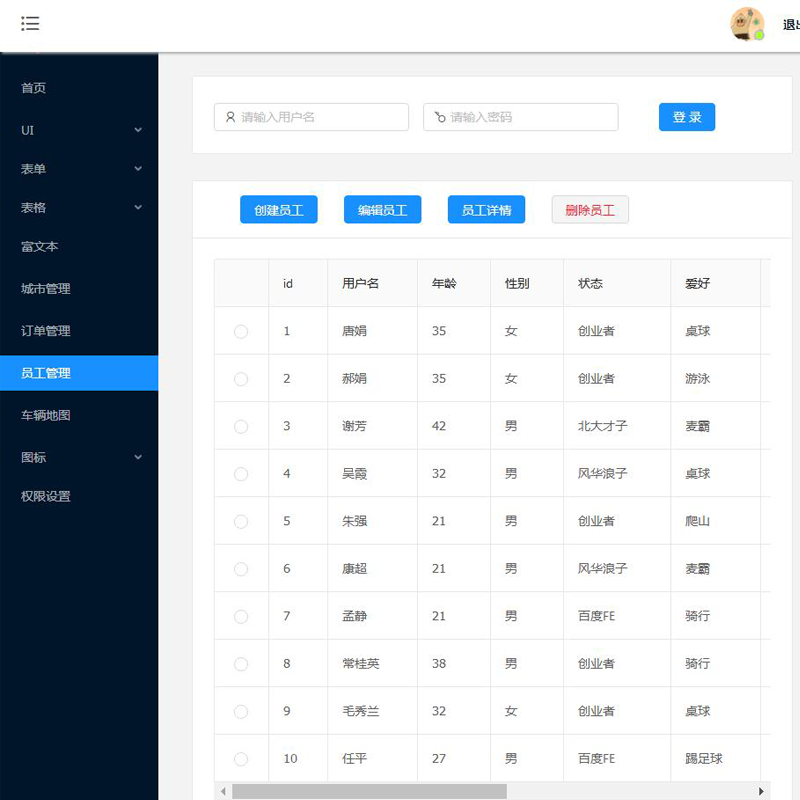 退出
首页
UI
表单
表格
富文本
城市管理
订单管理
员工管理
车辆地图
图标
权限设置
请输入用户名 请输入密码 登 录
创建员工 编辑员工 员工详情 删除员工
id 用户名 年龄 性别 状态 爱好
1 唐娟 35 女 创业者 桌球
2 郝娟 35 女 创业者 游泳
3 谢芳 42 男 北大才子 麦霸
4 吴霞 32 男 风华浪子 桌球
5 朱强 21 男 创业者 爬山
6 康超 21 男 风华浪子 麦霸
7 孟静 21 男 百度FE 骑行
8 常桂英 38 男 创业者 骑行
9 毛秀兰 32 女 创业者 桌球
10 任平 27 男 百度FE 踢足球